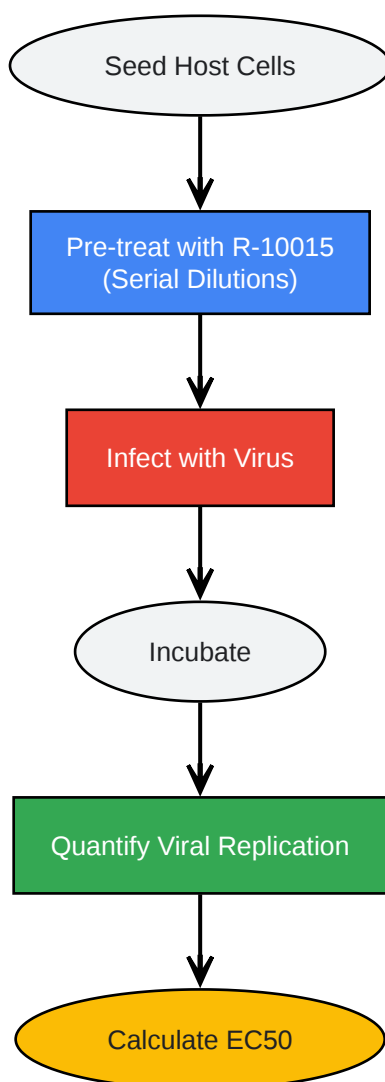 Seed Host Cells
Pre-treat with R-10015
(Serial Dilutions)
Infect with Virus
Incubate
Quantify Viral Replication
Calculate EC50